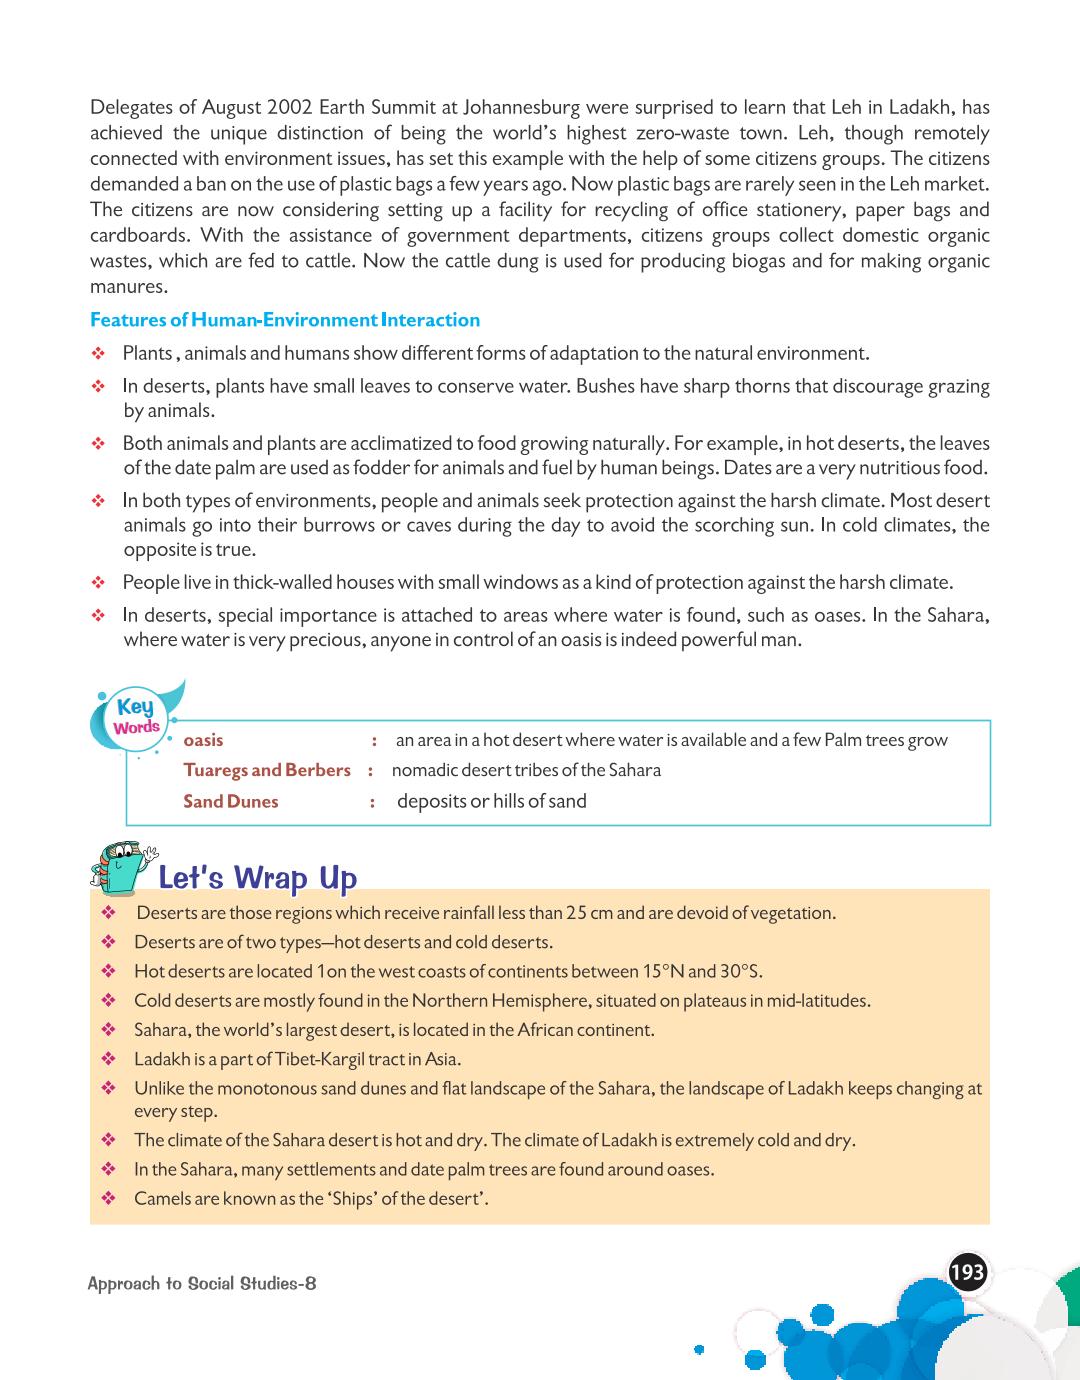 Delegates of August 2002 Earth Summit at Johannesburg were surprised to learn that Leh in Ladakh, has
achieved the unique distinction of being the world's highest zero-waste town. Leh, though remotely
connected with environment issues, has set this example with the help of some citizens groups. The citizens
demanded a ban on the use of plastic bags a few years ago. Now plastic bags are rarely seen in the Leh market.
The citizens are now considering setting up a facility for recycling of office stationery, paper bags and
cardboards. With the assistance of government departments, citizens groups collect domestic organic
wastes, which are fed to cattle. Now the cattle dung is used for producing biogas and for making organic
manures.
Features of Human-Environment Interaction
❖ Plants , animals and humans show different forms of adaptation to the natural environment.
❖ In deserts, plants have small leaves to conserve water. Bushes have sharp thorns that discourage grazing
by animals.
❖ Both animals and plants are acclimatized to food growing naturally. For example, in hot deserts, the leaves
of the date palm are used as fodder for animals and fuel by human beings. Dates are a very nutritious food.
❖ In both types of environments, people and animals seek protection against the harsh climate. Most desert
animals go into their burrows or caves during the day to avoid the scorching sun. In cold climates, the
opposite is true.
❖ People live in thick-walled houses with small windows as a kind of protection against the harsh climate.
❖ In deserts, special importance is attached to areas where water is found, such as oases. In the Sahara,
where water is very precious, anyone in control of an oasis is indeed powerful man.
Key
Words
oasis : an area in a hot desert where water is available and a few Palm trees grow
Tuaregs and Berbers : nomadic desert tribes of the Sahara
Sand Dunes : deposits or hills of sand
Let's Wrap Up
❖ Deserts are those regions which receive rainfall less than 25 cm and are devoid of vegetation.
❖ Deserts are of two types—hot deserts and cold deserts.
❖ Hot deserts are located 1on the west coasts of continents between 15°N and 30°S.
❖ Cold deserts are mostly found in the Northern Hemisphere, situated on plateaus in mid-latitudes.
❖ Sahara, the world's largest desert, is located in the African continent.
❖ Ladakh is a part of Tibet-Kargil tract in Asia.
❖ Unlike the monotonous sand dunes and flat landscape of the Sahara, the landscape of Ladakh keeps changing at
every step.
❖ The climate of the Sahara desert is hot and dry. The climate of Ladakh is extremely cold and dry.
❖ In the Sahara, many settlements and date palm trees are found around oases.
❖ Camels are known as the 'Ships' of the desert'.
Approach to Social Studies-8
193